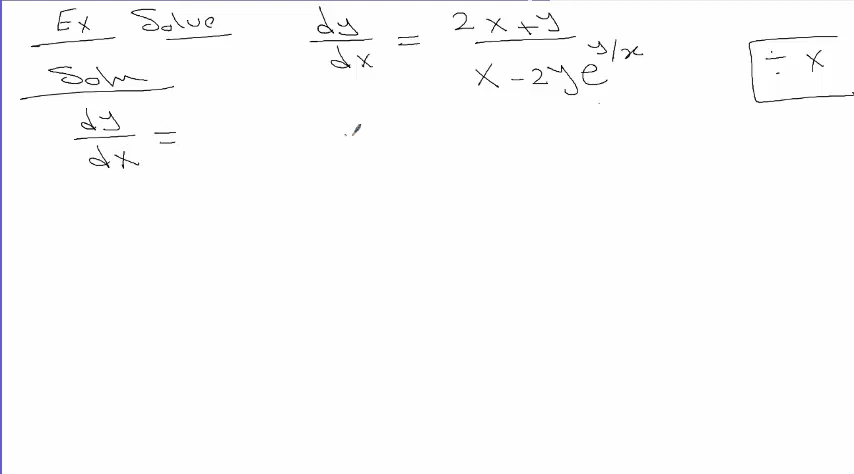 Ex Solve dy/dx = (2x+y)/(x-2ye^(y/x)) ÷ x
Soln
dy/dx =